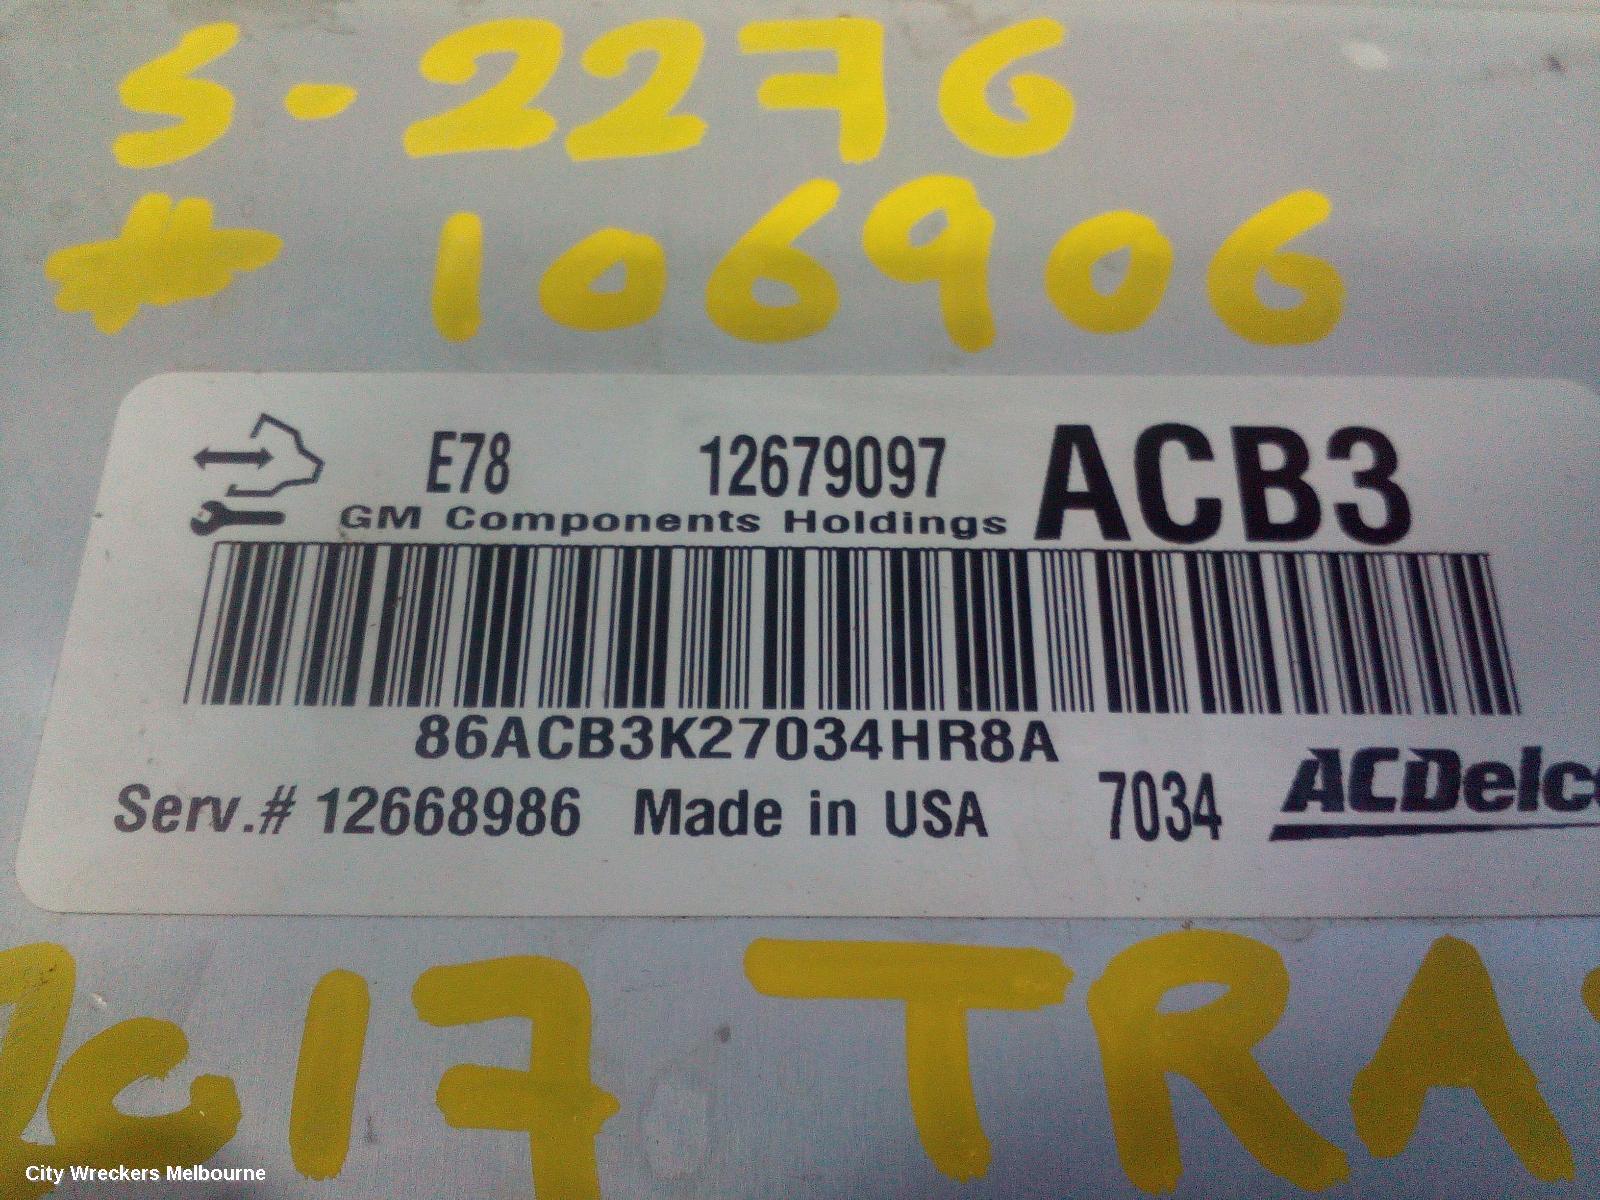 S-2276
# 106906
E78 12679097 ACB3
GM Components Holdings
86ACB3K27034HR8A
Serv.# 12668986 Made in USA 7034 ACDelco
2017 TRA
City Wreckers Melbourne